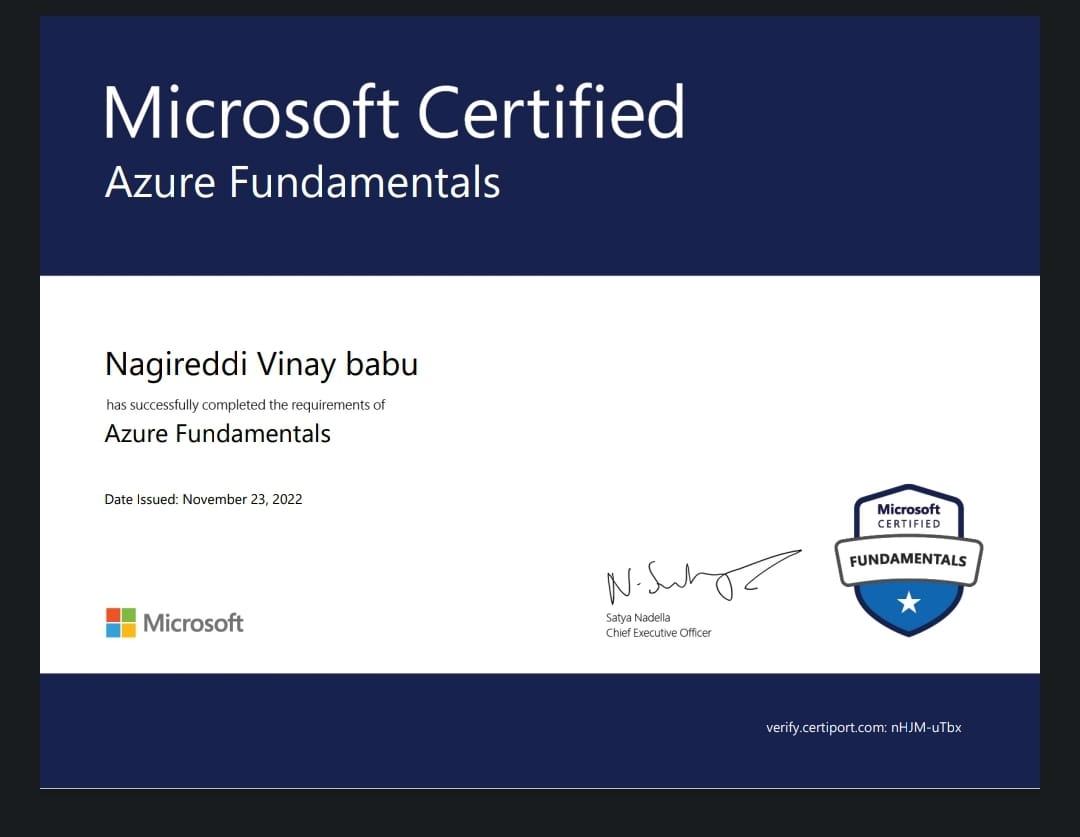 Microsoft Certified
Azure Fundamentals
Nagireddi Vinay babu
has successfully completed the requirements of
Azure Fundamentals
Date Issued: November 23, 2022
Microsoft
CERTIFIED
FUNDAMENTALS
N. Satya
Satya Nadella
Chief Executive Officer
Microsoft
verify.certiport.com: nHJM-uTbx